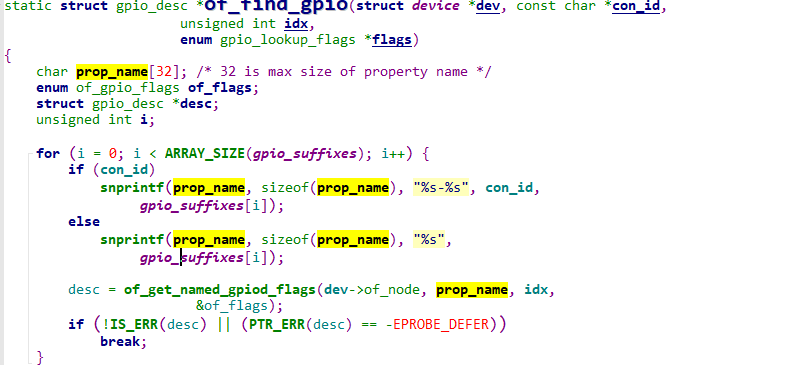 static struct gpio_desc *of_find_gpio(struct device *dev, const char *con_id,
                      unsigned int idx,
                      enum gpio_lookup_flags *flags)
{
    char prop_name[32]; /* 32 is max size of property name */
    enum of_gpio_flags of_flags;
    struct gpio_desc *desc;
    unsigned int i;

    for (i = 0; i < ARRAY_SIZE(gpio_suffixes); i++) {
        if (con_id)
            snprintf(prop_name, sizeof(prop_name), "%s-%s", con_id,
                 gpio_suffixes[i]);
        else
            snprintf(prop_name, sizeof(prop_name), "%s",
                 gpio_suffixes[i]);

        desc = of_get_named_gpiod_flags(dev->of_node, prop_name, idx,
                        &of_flags);
        if (!IS_ERR(desc) || (PTR_ERR(desc) == -EPROBE_DEFER))
            break;
    }